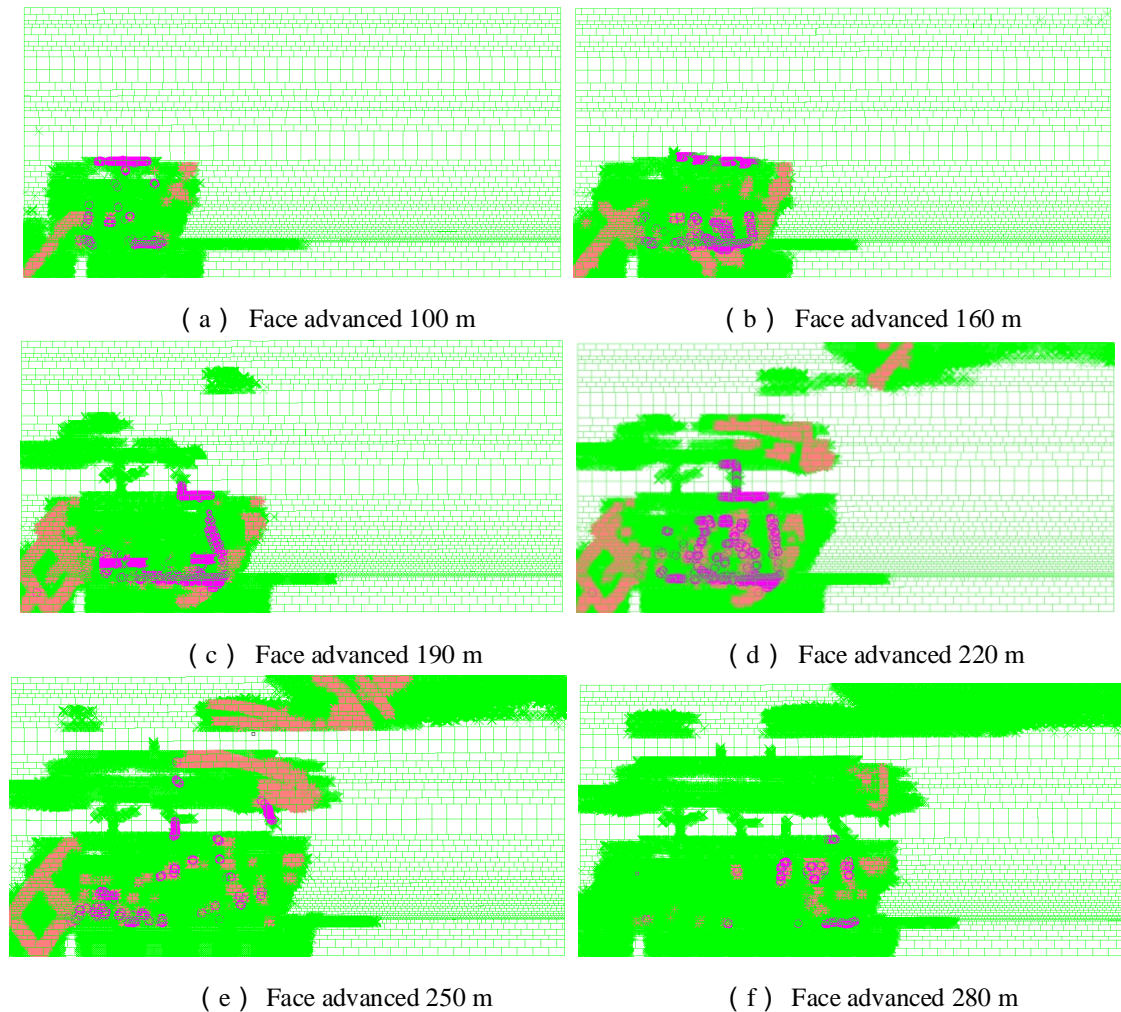 ( a ) Face advanced 100 m
( b ) Face advanced 160 m
( c ) Face advanced 190 m
( d ) Face advanced 220 m
( e ) Face advanced 250 m
( f ) Face advanced 280 m